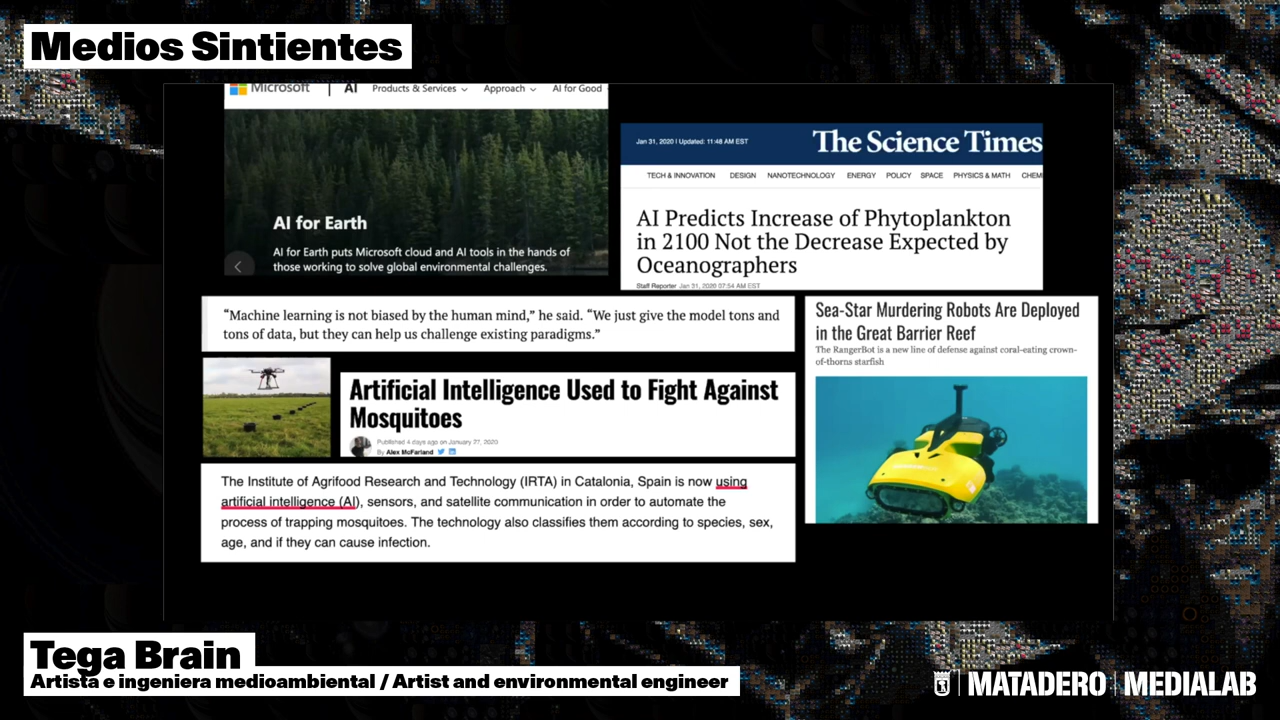 Medios Sintientes
Microsoft | AI Products & Services Approach AI for Good
AI for Earth
AI for Earth puts Microsoft cloud and AI tools in the hands of
those working to solve global environmental challenges.
Jan 31, 2020 | Updated: 11:48 AM EST
The Science Times
TECH & INNOVATION DESIGN NANOTECHNOLOGY ENERGY POLICY SPACE PHYSICS & MATH CHEM
AI Predicts Increase of Phytoplankton
in 2100 Not the Decrease Expected by
Oceanographers
Staff Reporter Jan 31, 2020 07:54 AM EST
“Machine learning is not biased by the human mind,” he said. “We just give the model tons and
tons of data, but they can help us challenge existing paradigms.”
Sea-Star Murdering Robots Are Deployed
in the Great Barrier Reef
The RangerBot is a new line of defense against coral-eating crown-
of-thorns starfish
Artificial Intelligence Used to Fight Against
Mosquitoes
Published 4 days ago on January 27, 2020
By Alex McFarland
The Institute of Agrifood Research and Technology (IRTA) in Catalonia, Spain is now using
artificial intelligence (AI), sensors, and satellite communication in order to automate the
process of trapping mosquitoes. The technology also classifies them according to species, sex,
age, and if they can cause infection.
Tega Brain
Artista e ingeniera medioambiental / Artist and environmental engineer
MATADERO | MEDIALAB